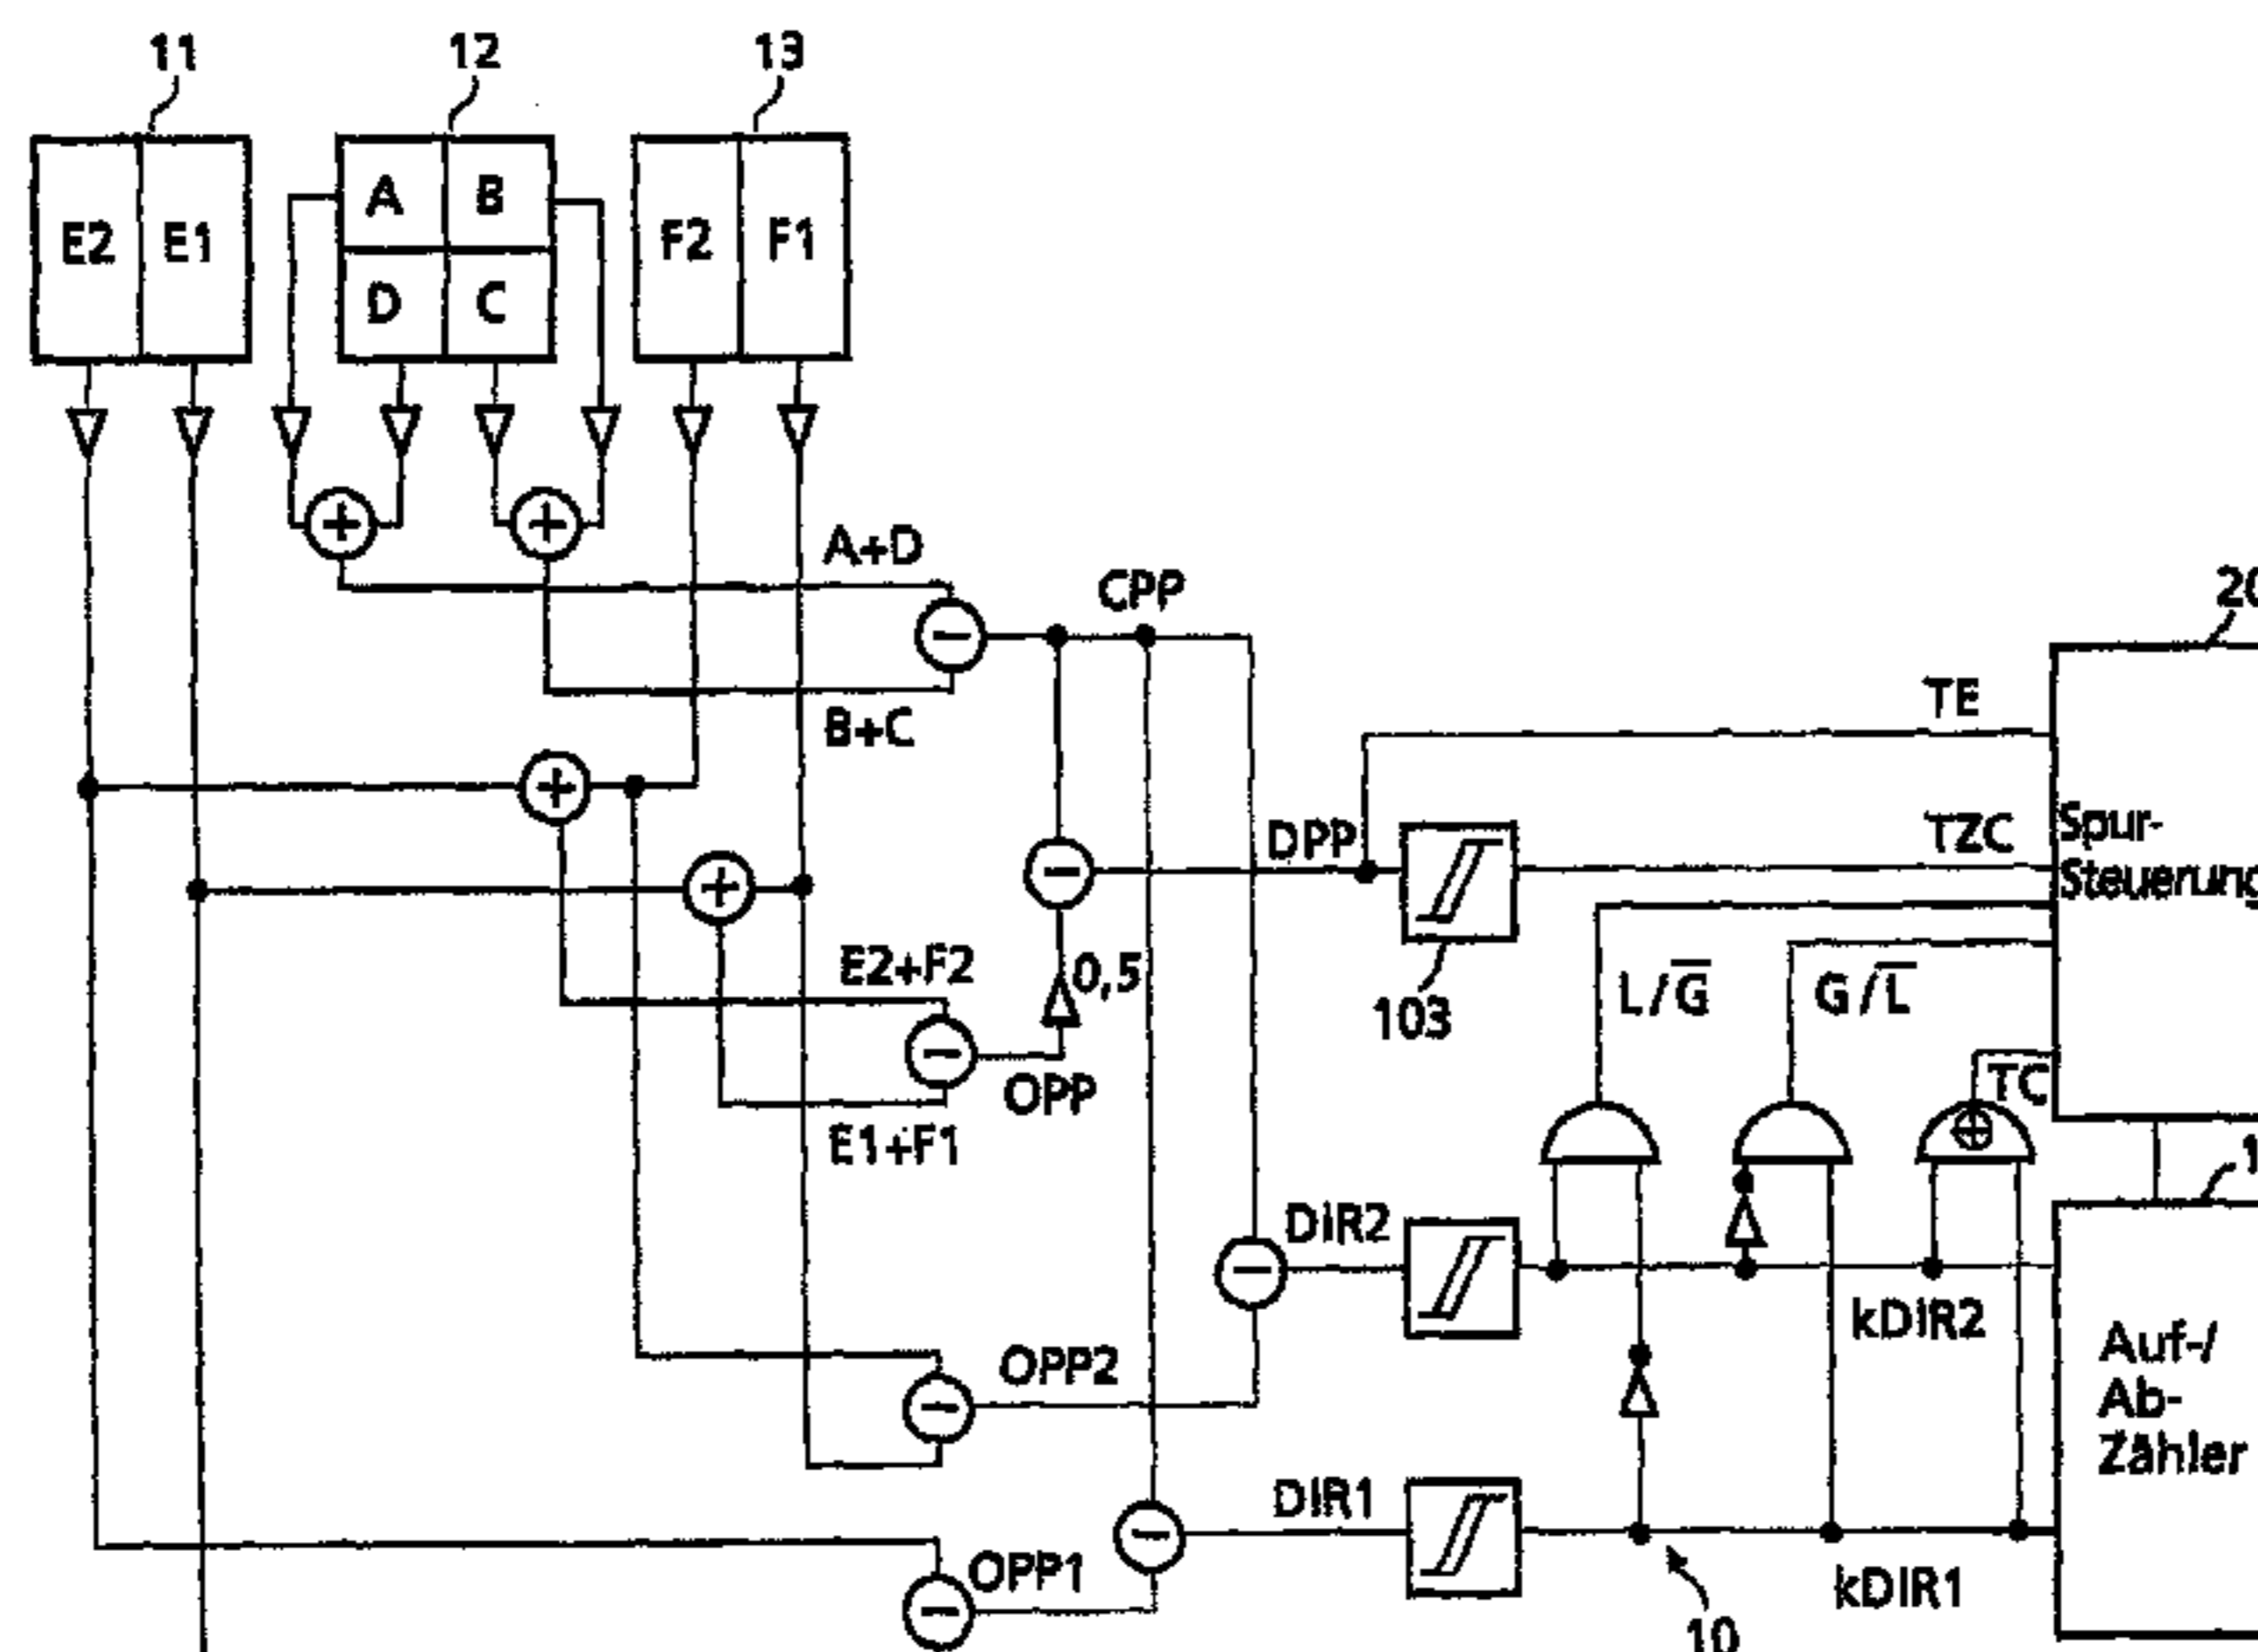 11
12
13
A
B
E2
E1
F2
F1
D
C
A+D
CPP
20
TE
B+C
DPP
TZC
Spur-
Steuerung
E2+F2
0,5
103
L/G̅
G/L̅
OPP
TC
E1+F1
1
DIR2
kDIR2
OPP2
Auf-/
Ab-
Zähler
DIR1
OPP1
kDIR1
10